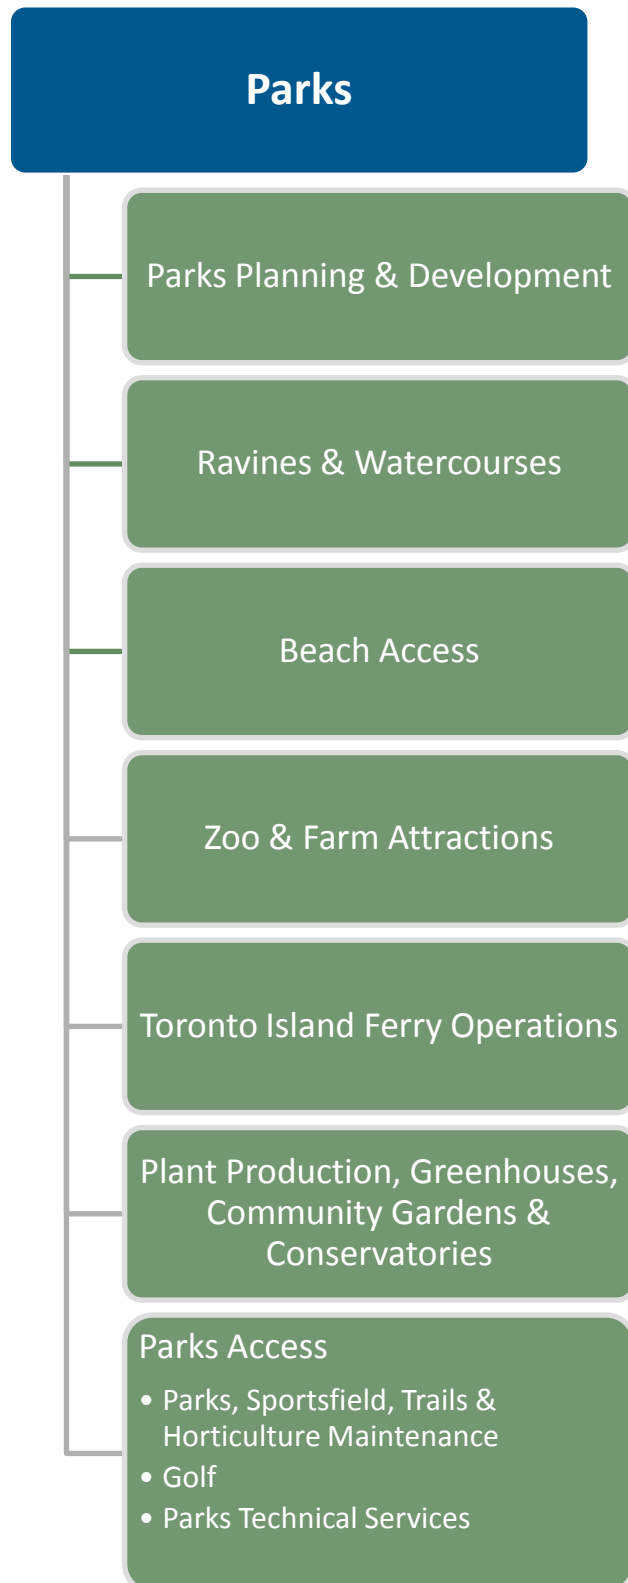 Parks
Parks Planning & Development
Ravines & Watercourses
Beach Access
Zoo & Farm Attractions
Toronto Island Ferry Operations
Plant Production, Greenhouses,
Community Gardens &
Conservatories
Parks Access
• Parks, Sportsfield, Trails &
Horticulture Maintenance
• Golf
• Parks Technical Services